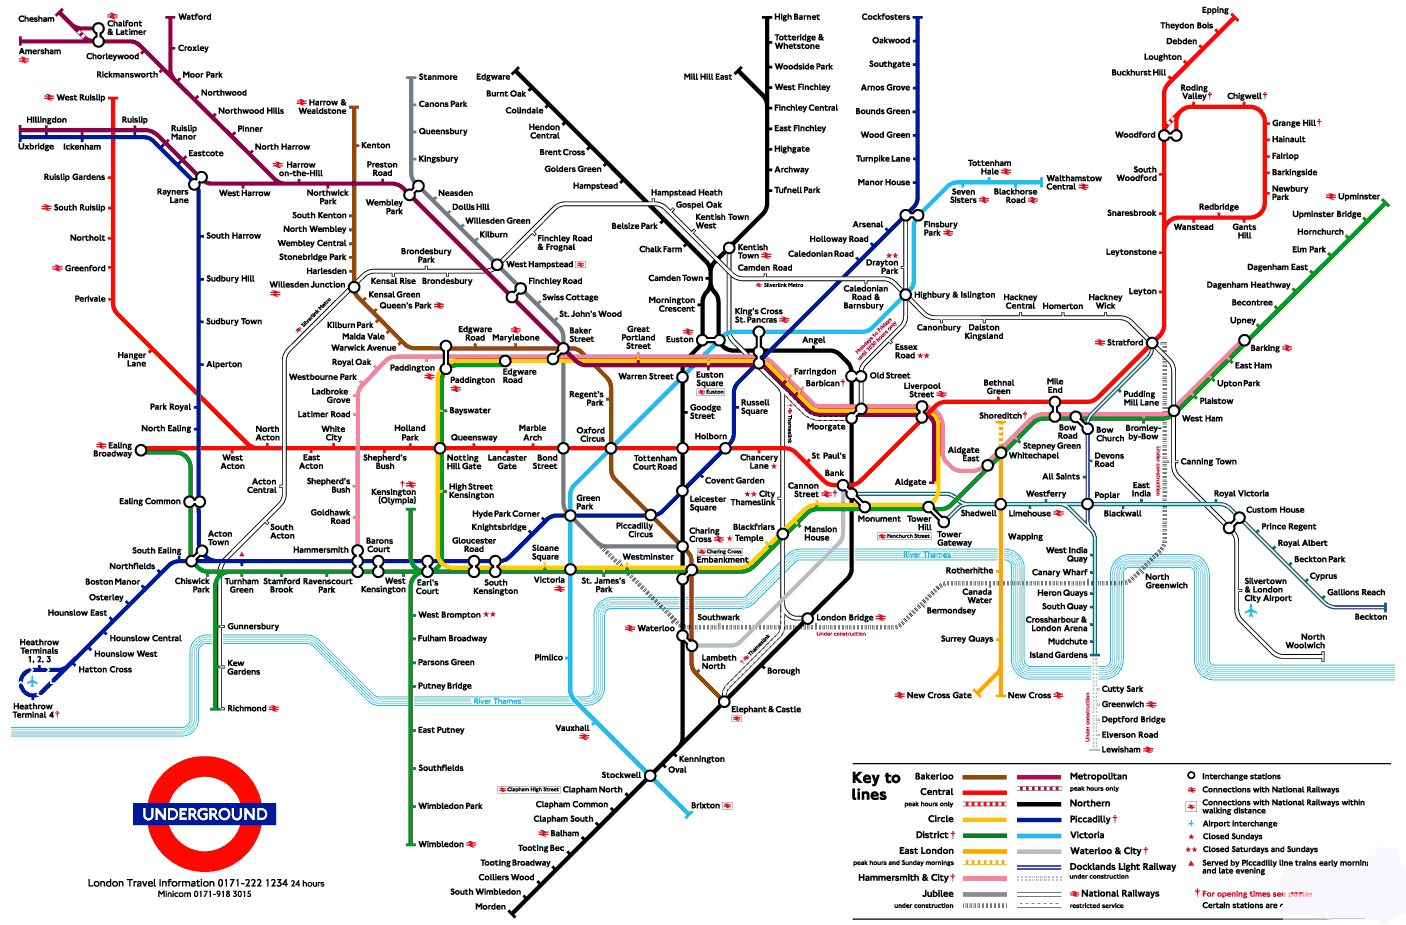 Chesham
Chalfont
& Latimer
Amersham
Chorleywood
Rickmansworth
Watford
Croxley
Moor Park
Northwood
Northwood Hills
Pinner
North Harrow
Harrow
on-the-Hill
Northwick
Park
Preston
Road
Wembley
Park
West Harrow
Rayners
Lane
Eastcote
Ruislip
Manor
Ruislip
Hillingdon
Uxbridge
Ickenham
West Ruislip
Ruislip Gardens
South Ruislip
Northolt
Greenford
Perivale
Hanger
Lane
South Harrow
Sudbury Hill
Sudbury Town
Alperton
Park Royal
North Ealing
Ealing
Broadway
Ealing Common
West
Acton
North
Acton
East
Acton
White
City
Shepherd's
Bush
Holland
Park
Notting
Hill Gate
Queensway
Lancaster
Gate
Marble
Arch
Bond
Street
Oxford
Circus
Tottenham
Court Road
Holborn
Chancery
Lane ★
St Paul's
Bank
Liverpool
Street
Bethnal
Green
Mile
End
Stratford
Leyton
Leytonstone
Snaresbrook
South
Woodford
Woodford
Buckhurst Hill
Loughton
Debden
Theydon Bois
Epping
Roding
Valley †
Chigwell †
Grange Hill †
Hainault
Fairlop
Barkingside
Newbury
Park
Gants
Hill
Redbridge
Wanstead
Harrow &
Wealdstone
Kenton
South Kenton
North Wembley
Wembley Central
Stonebridge Park
Harlesden
Willesden Junction
Kensal Green
Queen's Park
Kilburn Park
Maida Vale
Warwick Avenue
Paddington
Edgware
Road
Marylebone
Baker
Street
Regent's
Park
Piccadilly
Circus
Charing
Cross ★
Charing Cross
Embankment
Waterloo
Lambeth
North
Elephant & Castle
Stanmore
Canons Park
Queensbury
Kingsbury
Neasden
Dollis Hill
Willesden Green
Kilburn
West Hampstead
Finchley Road
Swiss Cottage
St. John's Wood
Finchley Road
& Frognal
Brondesbury
Park
Kensal Rise
Brondesbury
Silverlink Metro
Edgware
Burnt Oak
Colindale
Hendon
Central
Brent Cross
Golders Green
Hampstead
Belsize Park
Chalk Farm
Camden Town
Mornington
Crescent
Euston
High Barnet
Totteridge &
Whetstone
Woodside Park
West Finchley
Mill Hill East
Finchley Central
East Finchley
Highgate
Archway
Tufnell Park
Kentish
Town
Hampstead Heath
Gospel Oak
Kentish Town
West
Camden Road
Silverlink Metro
Caledonian
Road &
Barnsbury
Cockfosters
Oakwood
Southgate
Arnos Grove
Bounds Green
Wood Green
Turnpike Lane
Manor House
Finsbury
Park
Arsenal
Holloway Road
Caledonian Road
King's Cross
St. Pancras
Russell
Square
Tottenham
Hale
Walthamstow
Central
Seven
Sisters
Blackhorse
Road
★★
Drayton
Park
Highbury & Islington
Mondays to Fridays
until 2000 hours only
Essex
Road ★★
Canonbury
Dalston
Kingsland
Hackney
Central
Homerton
Hackney
Wick
Upminster
Upminster Bridge
Hornchurch
Elm Park
Dagenham East
Dagenham Heathway
Becontree
Upney
Barking
East Ham
Upton Park
Plaistow
West Ham
Bromley-
by-Bow
Bow
Road
Stepney Green
Whitechapel
Aldgate
East
Aldgate
Royal Oak
Westbourne Park
Ladbroke
Grove
Latimer Road
Shepherd's
Bush
Goldhawk
Road
Hammersmith
Paddington
Edgware
Road
Great
Portland
Street
Euston
Square
Euston
Warren Street
Goodge
Street
Angel
Old Street
Farringdon
Barbican †
Moorgate
Thameslink
Bayswater
High Street
Kensington
Kensington
(Olympia)
Barons
Court
West
Kensington
Earl's
Court
Gloucester
Road
South
Kensington
Sloane
Square
Victoria
St. James's
Park
Westminster
Hyde Park Corner
Knightsbridge
Green
Park
Leicester
Square
Covent Garden
★ Temple
Blackfriars
★★ City
Thameslink
Mansion
House
Cannon
Street
Monument
Tower
Hill
Fenchurch Street
Tower
Gateway
Shoreditch †
Shadwell
Wapping
Rotherhithe
Canada
Water
Bermondsey
Surrey Quays
New Cross Gate
New Cross
Pudding
Mill Lane
Bow
Church
Devons
Road
All Saints
Poplar
Westferry
Limehouse
Blackwall
East
India
Canning Town
Royal Victoria
Custom House
Prince Regent
Royal Albert
Beckton Park
Cyprus
Gallions Reach
Beckton
Silvertown
& London
City Airport
North
Woolwich
North
Greenwich
Under construction
West India
Quay
Canary Wharf
Heron Quays
South Quay
Crossharbour &
London Arena
Mudchute
Island Gardens
Cutty Sark
Greenwich
Deptford Bridge
Elverson Road
Lewisham
Under construction
Acton
Central
South
Acton
Acton
Town
South Ealing
Northfields
Boston Manor
Osterley
Hounslow East
Hounslow Central
Hounslow West
Hatton Cross
Heathrow
Terminals
1, 2, 3
Heathrow
Terminal 4 †
Chiswick
Park
Turnham
Green
Stamford
Brook
Ravenscourt
Park
Gunnersbury
Kew
Gardens
Richmond
West Brompton ★★
Fulham Broadway
Parsons Green
Putney Bridge
East Putney
Southfields
Wimbledon Park
Wimbledon
River Thames
River Thames
Pimlico
Vauxhall
Stockwell
Brixton
Southwark
London Bridge
Under construction
Thameslink
Borough
Kennington
Oval
Clapham High Street
Clapham North
Clapham Common
Clapham South
Balham
Tooting Bec
Tooting Broadway
Colliers Wood
South Wimbledon
Morden
UNDERGROUND
London Travel Information 0171-222 1234 24 hours
Minicom 0171-918 3015
Key to
lines
Bakerloo
Central
peak hours only
Circle
District †
East London
peak hours and Sunday mornings
Hammersmith & City †
Jubilee
under construction
Metropolitan
peak hours only
Northern
Piccadilly †
Victoria
Waterloo & City †
Docklands Light Railway
under construction
National Railways
restricted service
Interchange stations
Connections with National Railways
Connections with National Railways within
walking distance
Airport Interchange
★ Closed Sundays
★★ Closed Saturdays and Sundays
Served by Piccadilly line trains early mornin
and late evening
† For opening times see poster
Certain stations are